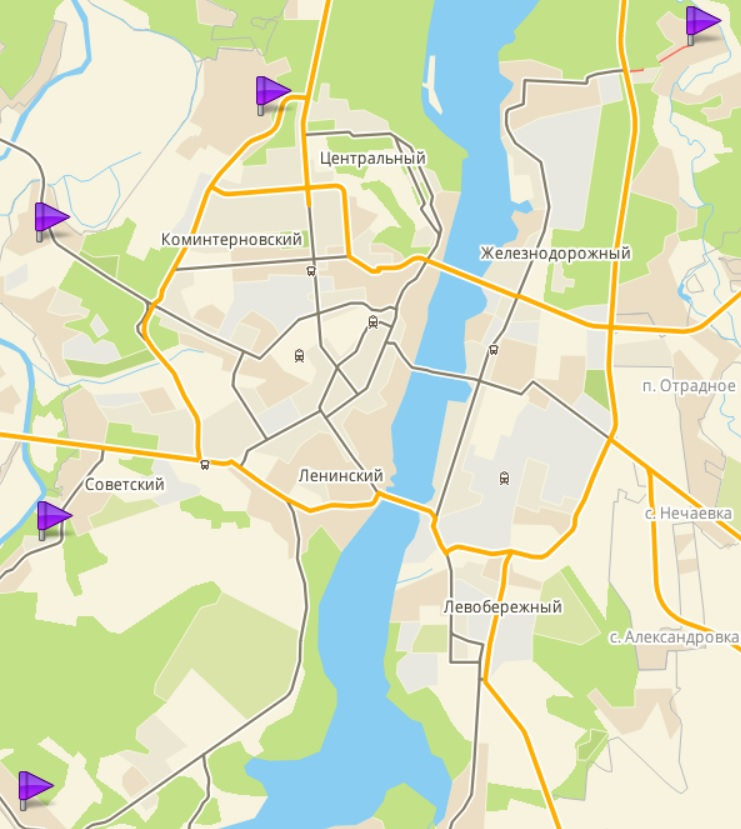 Центральный
Коминтерновский
Железнодорожный
п. Отрадное
Ленинский
Советский
с. Нечаевка
Левобережный
с. Александровка